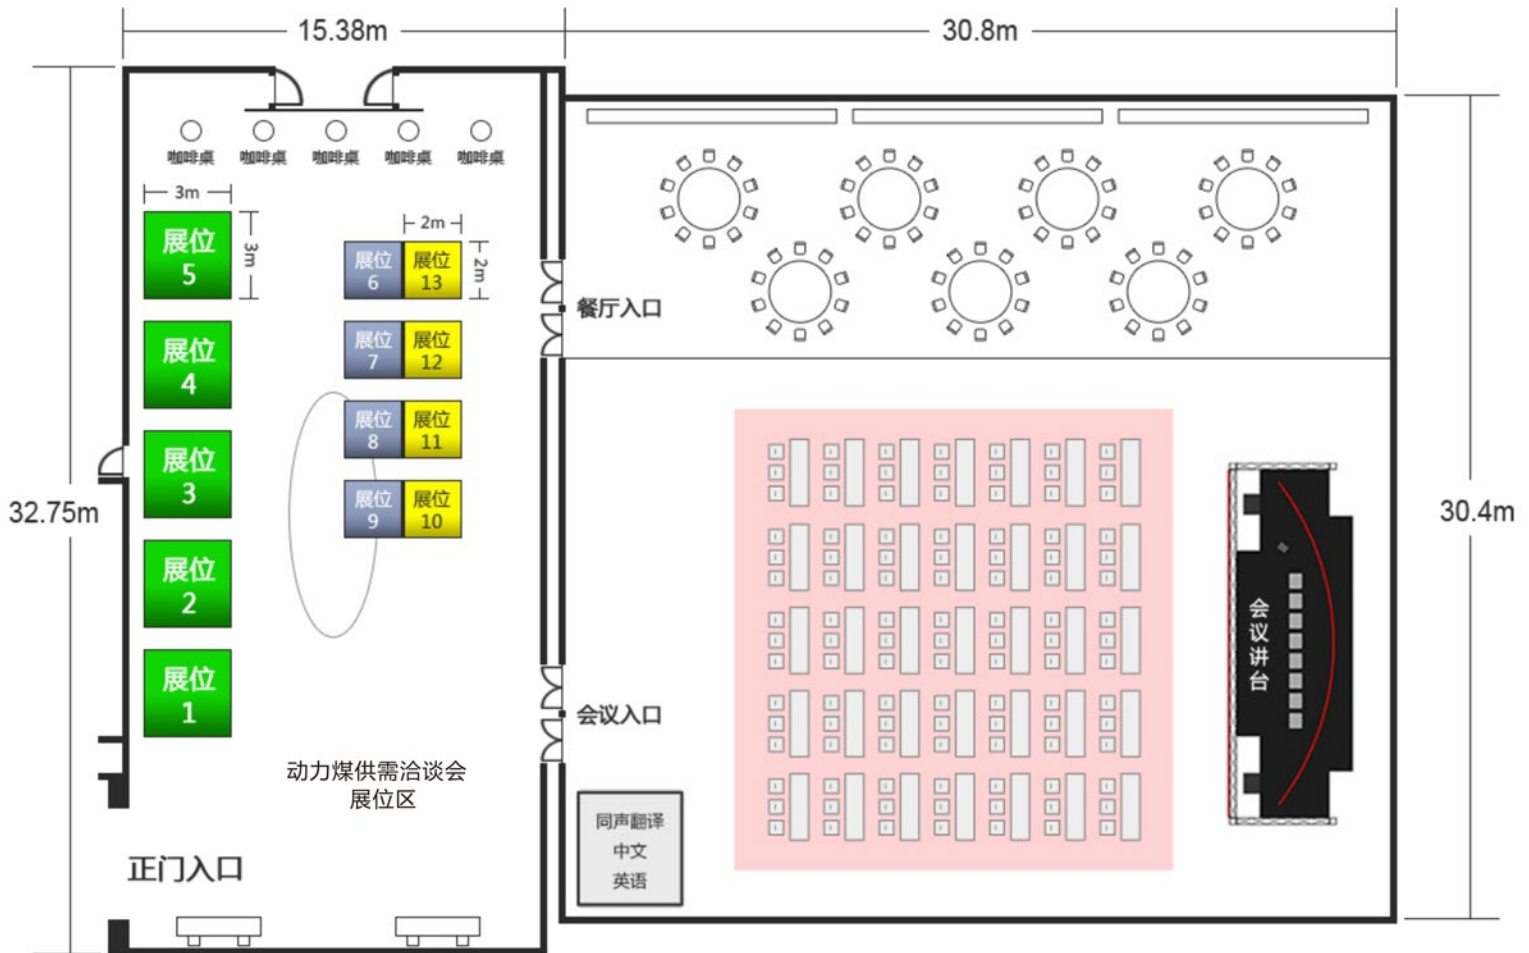 15.38m
30.8m
咖啡桌
咖啡桌
咖啡桌
咖啡桌
咖啡桌
3m
展位
5
3m
2m
展位
6
展位
13
2m
餐厅入口
展位
4
展位
7
展位
12
展位
8
展位
11
展位
3
展位
9
展位
10
32.75m
30.4m
展位
2
会议讲台
展位
1
会议入口
动力煤供需洽谈会
展位区
同声翻译
中文
英语
正门入口